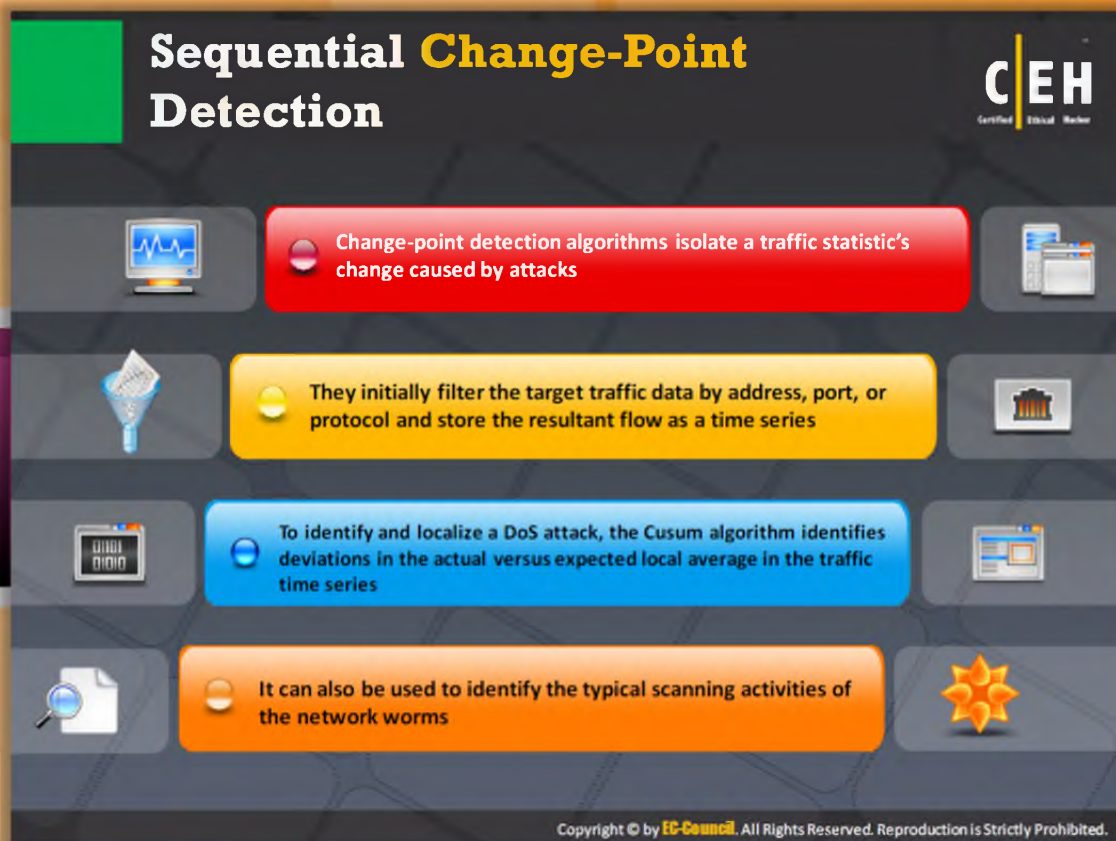 Sequential Change-Point
Detection
C|EH
Certified Ethical Hacker
Change-point detection algorithms isolate a traffic statistic's
change caused by attacks
They initially filter the target traffic data by address, port, or
protocol and store the resultant flow as a time series
To identify and localize a DoS attack, the Cusum algorithm identifies
deviations in the actual versus expected local average in the traffic
time series
It can also be used to identify the typical scanning activities of
the network worms
Copyright © by EC-Council. All Rights Reserved. Reproduction is Strictly Prohibited.